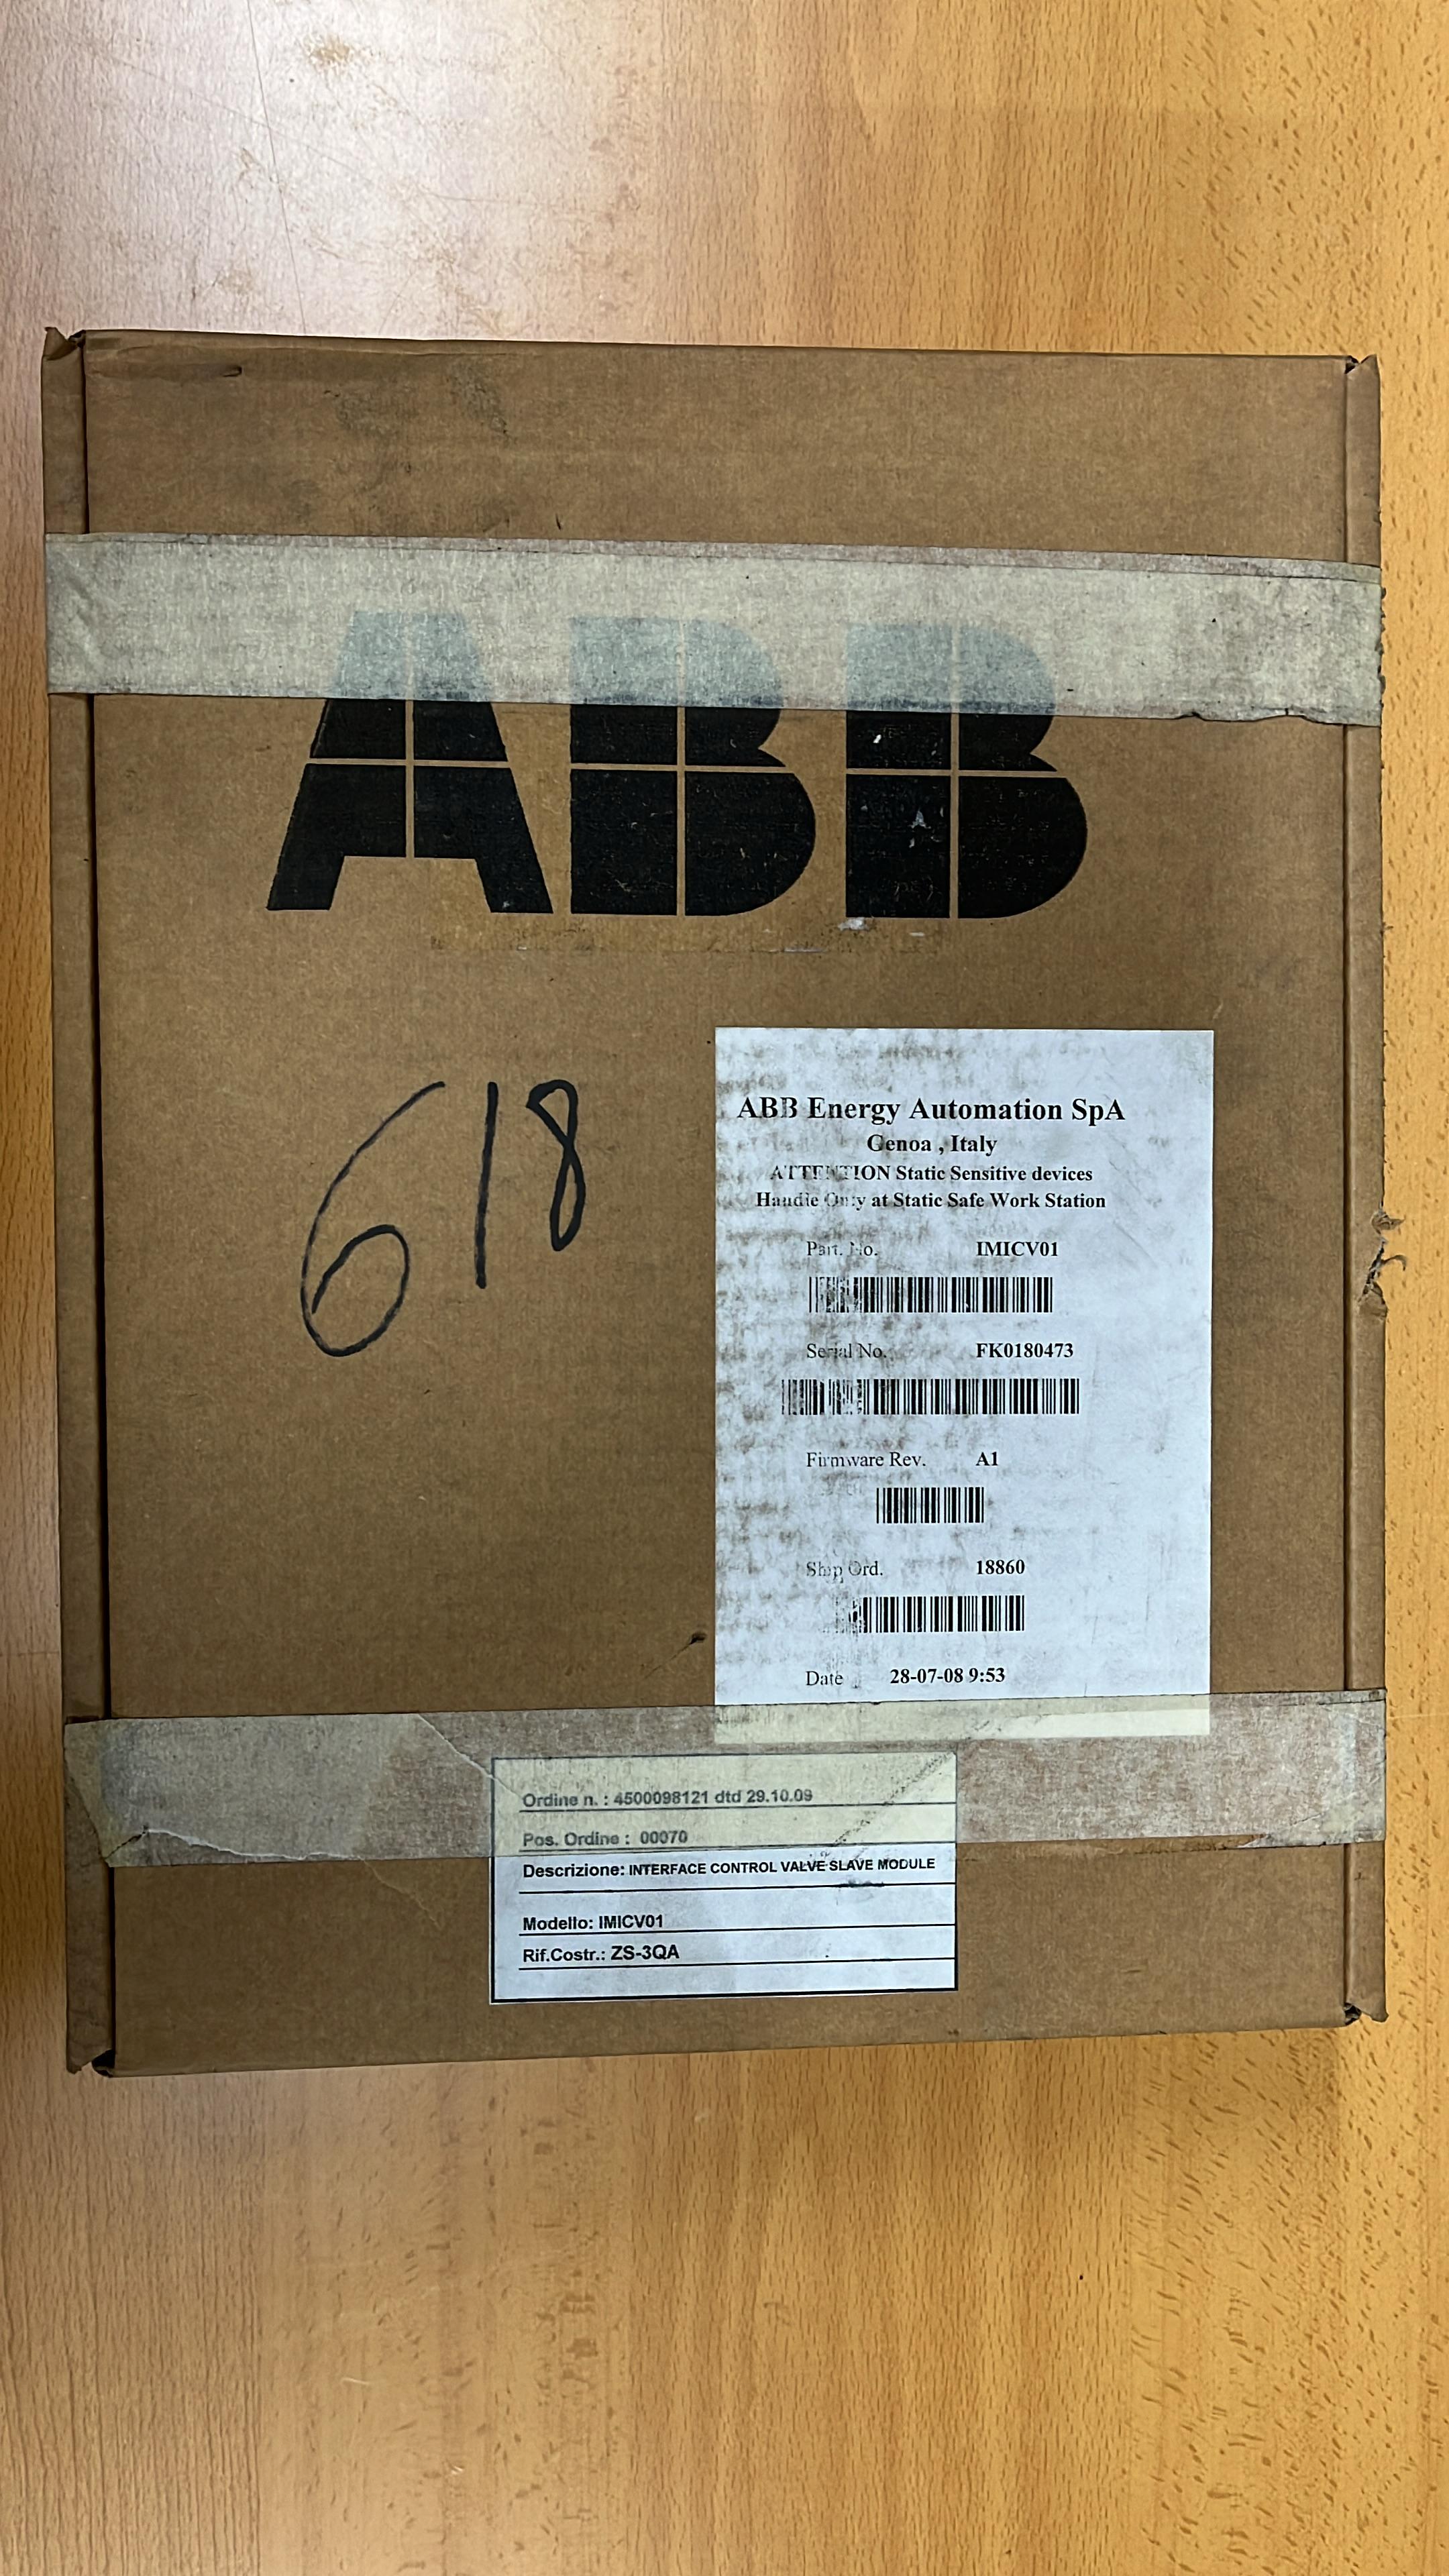 ABB
618
ABB Energy Automation SpA
Genoa , Italy
ATTENTION Static Sensitive devices
Handle Only at Static Safe Work Station
Part. No. IMICV01
Serial No. FK0180473
Firmware Rev. A1
Ship Ord. 18860
Date 28-07-08 9:53
Ordine n. : 4500098121 dtd 29.10.09
Pos. Ordine : 00070
Descrizione: INTERFACE CONTROL VALVE SLAVE MODULE
Modello: IMICV01
Rif.Costr.: ZS-3QA